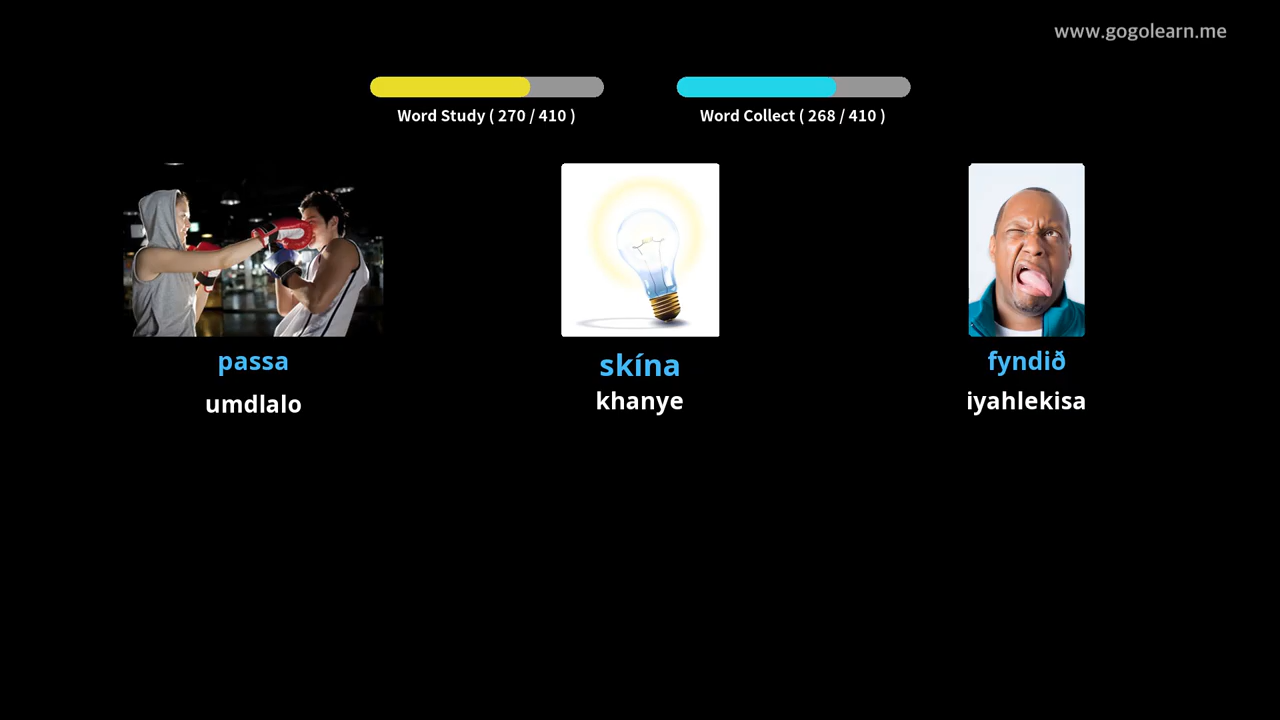 www.gogolearn.me
Word Study ( 270 / 410 )
Word Collect ( 268 / 410 )
passa
skína
fyndið
umdlalo
khanye
iyahlekisa